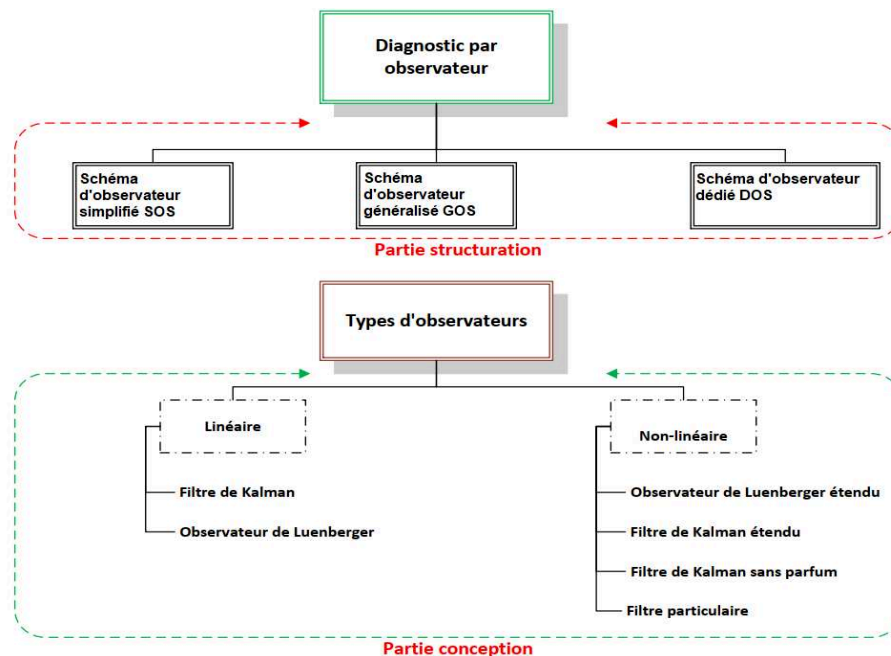 Diagnostic par
observateur
Schéma
d'observateur
simplifié SOS
Schéma
d'observateur
généralisé GOS
Schéma d'observateur
dédié DOS
Partie structuration
Types d'observateurs
Linéaire
Filtre de Kalman
Observateur de Luenberger
Non-linéaire
Observateur de Luenberger étendu
Filtre de Kalman étendu
Filtre de Kalman sans parfum
Filtre particulaire
Partie conception